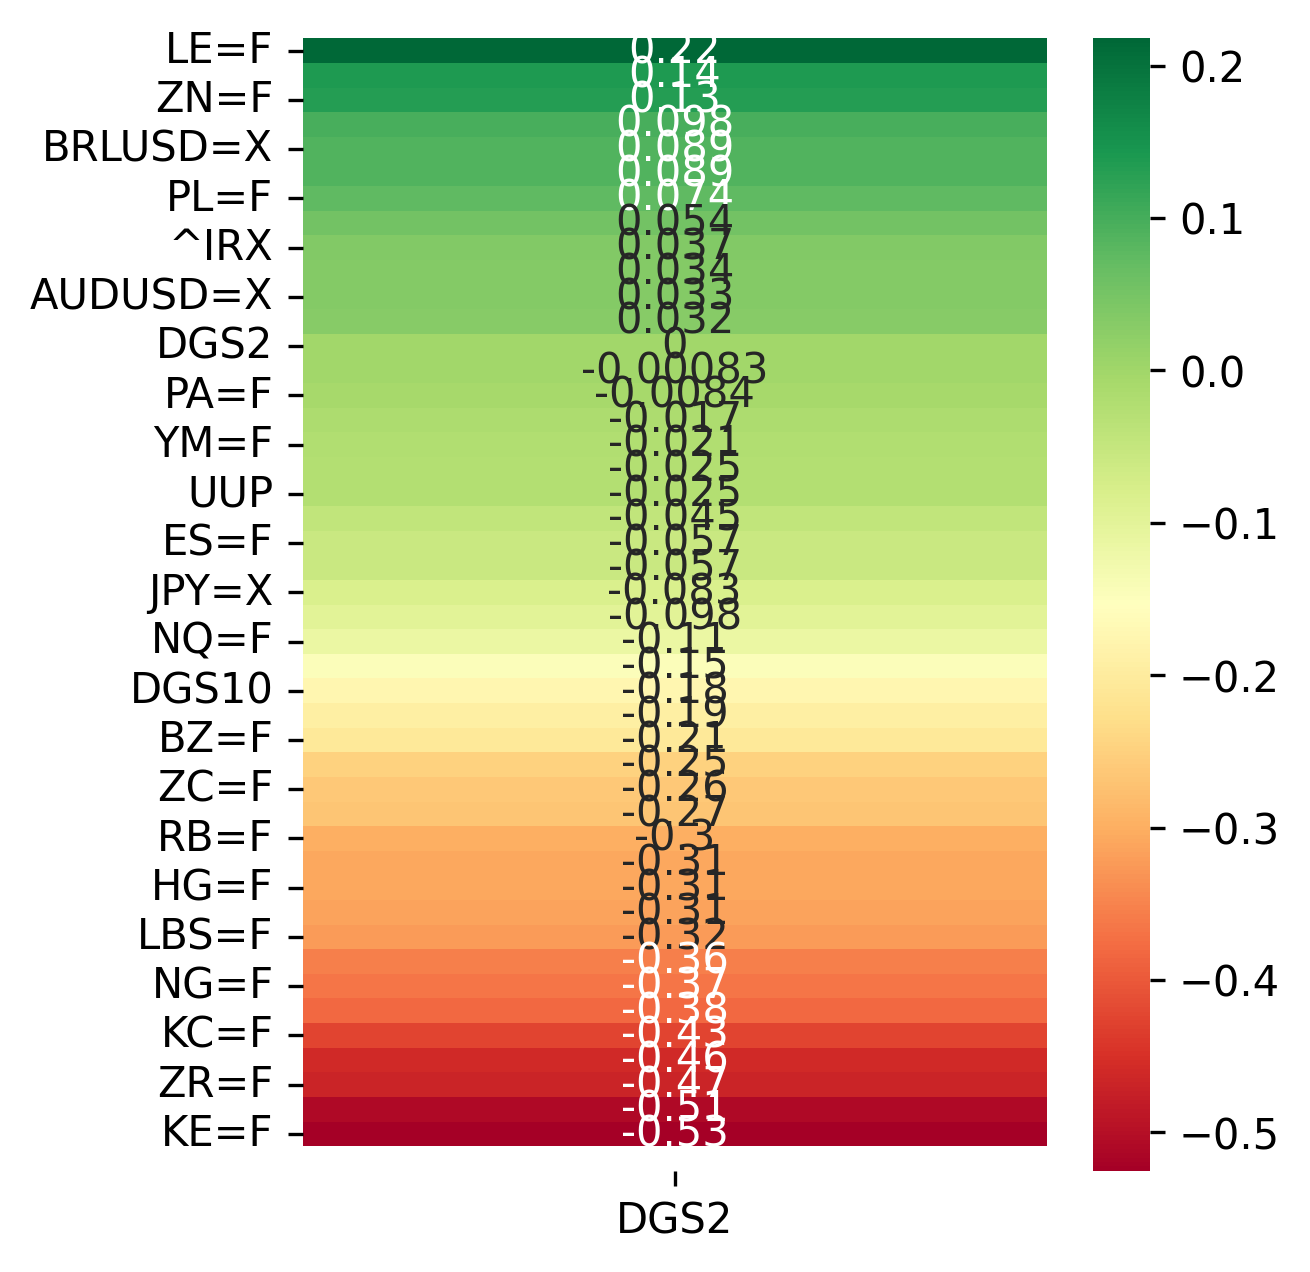 LE=F
ZN=F
BRLUSD=X
PL=F
^IRX
AUDUSD=X
DGS2
PA=F
YM=F
UUP
ES=F
JPY=X
NQ=F
DGS10
BZ=F
ZC=F
RB=F
HG=F
LBS=F
NG=F
KC=F
ZR=F
KE=F
0.22
0.14
0.13
0.098
0.089
0.089
0.074
0.054
0.037
0.034
0.033
0.032
0
-0.00083
-0.0084
-0.017
-0.021
-0.025
-0.025
-0.045
-0.057
-0.057
-0.083
-0.098
-0.11
-0.15
-0.18
-0.19
-0.21
-0.25
-0.26
-0.27
-0.3
-0.31
-0.31
-0.31
-0.32
-0.36
-0.37
-0.38
-0.43
-0.46
-0.47
-0.51
-0.53
DGS2
0.2
0.1
0.0
−0.1
−0.2
−0.3
−0.4
−0.5